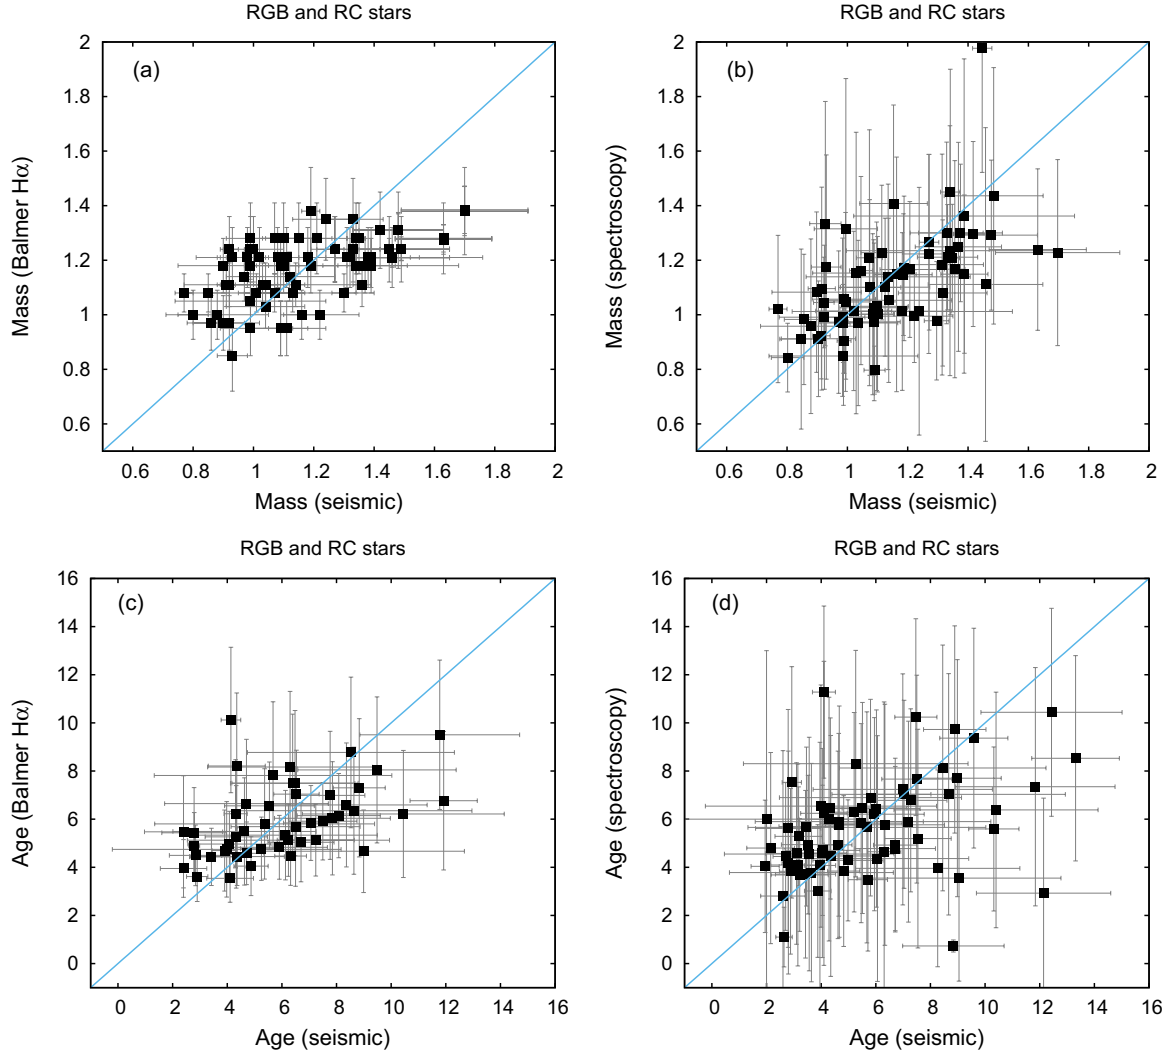 RGB and RC stars
(a)
Mass (Balmer Hα)
2
1.8
1.6
1.4
1.2
1
0.8
0.6
0.6 0.8 1 1.2 1.4 1.6 1.8 2
Mass (seismic)
RGB and RC stars
(b)
Mass (spectroscopy)
2
1.8
1.6
1.4
1.2
1
0.8
0.6
0.6 0.8 1 1.2 1.4 1.6 1.8 2
Mass (seismic)
RGB and RC stars
(c)
Age (Balmer Hα)
16
14
12
10
8
6
4
2
0
0 2 4 6 8 10 12 14 16
Age (seismic)
RGB and RC stars
(d)
Age (spectroscopy)
16
14
12
10
8
6
4
2
0
0 2 4 6 8 10 12 14 16
Age (seismic)